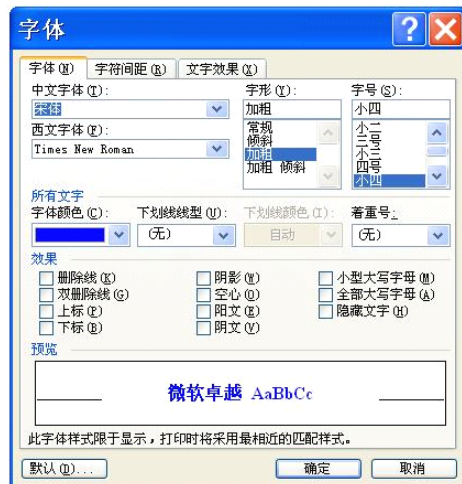 字体
字体(N) 字符间距(R) 文字效果(X)
中文字体(T): 字形(Y): 字号(S):
宋体 加粗 小四
西文字体(F): 常规 小二
Times New Roman 倾斜 三号
加粗 小三
加粗 倾斜 四号
小四
所有文字
字体颜色(C): 下划线线型(U): 下划线颜色(I): 着重号:
(无) 自动 (无)
效果
删除线(K) 阴影(W) 小型大写字母(M)
双删除线(G) 空心(O) 全部大写字母(A)
上标(P) 阳文(E) 隐藏文字(H)
下标(B) 阴文(V)
预览
微软卓越 AaBbCc
此字体样式限于显示，打印时将采用最相近的匹配样式。
默认(D)... 确定 取消